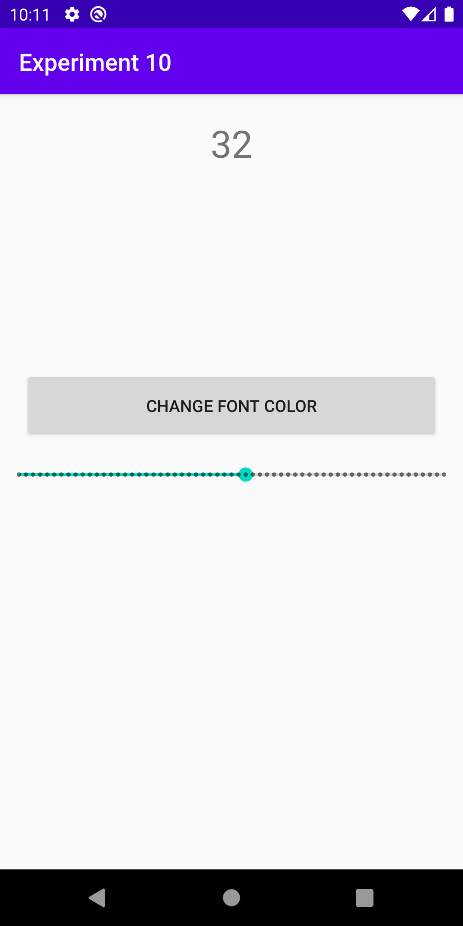 10:11
Experiment 10
32
CHANGE FONT COLOR